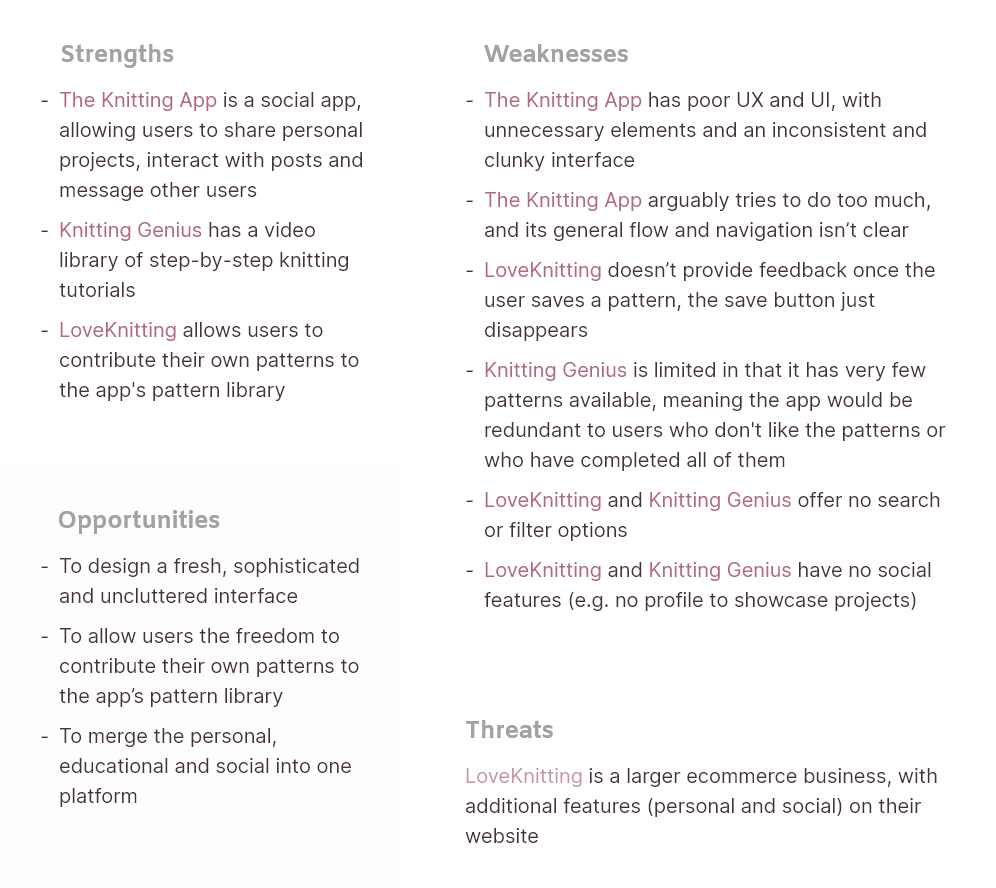 Strengths
- The Knitting App is a social app,
allowing users to share personal
projects, interact with posts and
message other users
- Knitting Genius has a video
library of step-by-step knitting
tutorials
- LoveKnitting allows users to
contribute their own patterns to
the app's pattern library
Weaknesses
- The Knitting App has poor UX and UI, with
unnecessary elements and an inconsistent and
clunky interface
- The Knitting App arguably tries to do too much,
and its general flow and navigation isn’t clear
- LoveKnitting doesn’t provide feedback once the
user saves a pattern, the save button just
disappears
- Knitting Genius is limited in that it has very few
patterns available, meaning the app would be
redundant to users who don't like the patterns or
who have completed all of them
- LoveKnitting and Knitting Genius offer no search
or filter options
- LoveKnitting and Knitting Genius have no social
features (e.g. no profile to showcase projects)
Opportunities
- To design a fresh, sophisticated
and uncluttered interface
- To allow users the freedom to
contribute their own patterns to
the app’s pattern library
- To merge the personal,
educational and social into one
platform
Threats
LoveKnitting is a larger ecommerce business, with
additional features (personal and social) on their
website